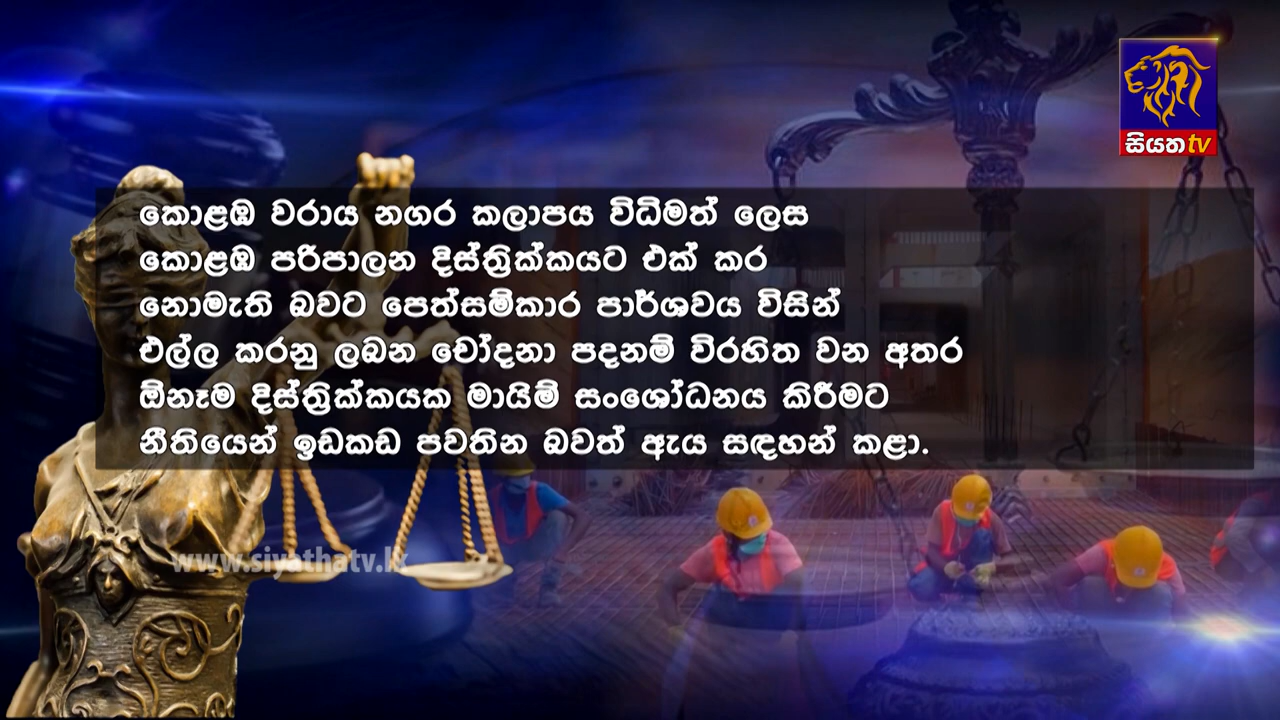 සියත tv
කොළඹ වරාය නගර කලාපය විධිමත් ලෙස
කොළඹ පරිපාලන දිස්ත්‍රික්කයට එක් කර
නොමැති බවට පෙත්සම්කාර පාර්ශවය විසින්
එල්ල කරනු ලබන චෝදනා පදනම් විරහිත වන අතර
ඕනෑම දිස්ත්‍රික්කයක මායිම් සංශෝධනය කිරීමට
නීතියෙන් ඉඩකඩ පවතින බවත් ඇය සඳහන් කළා.
www.siyathatv.lk